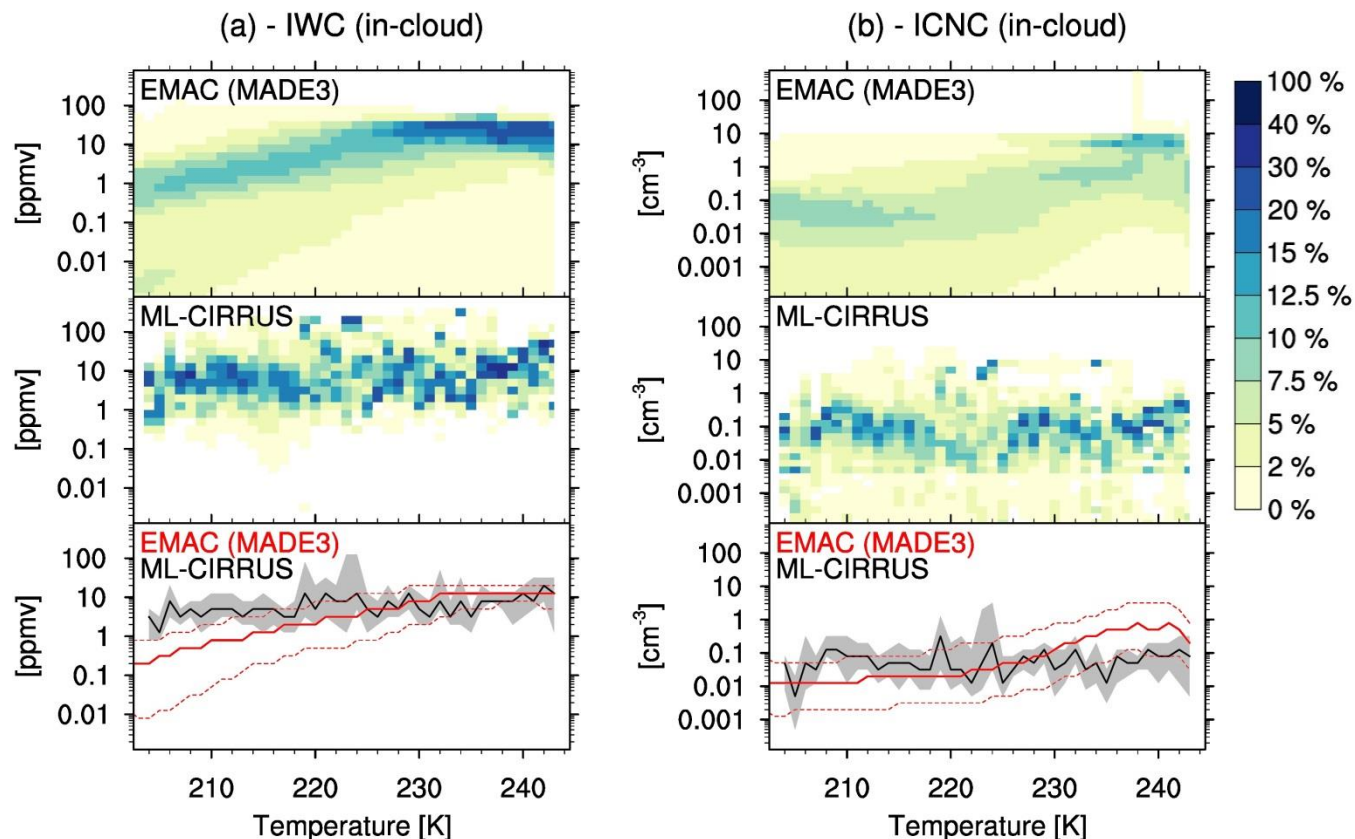 (a) - IWC (in-cloud)
(b) - ICNC (in-cloud)
EMAC (MADE3)
100
10
1
0.1
0.01
[ppmv]
ML-CIRRUS
100
10
1
0.1
0.01
[ppmv]
EMAC (MADE3)
ML-CIRRUS
100
10
1
0.1
0.01
[ppmv]
210
220
230
240
Temperature [K]
EMAC (MADE3)
100
10
1
0.1
0.01
0.001
[cm-3]
ML-CIRRUS
100
10
1
0.1
0.01
0.001
[cm-3]
EMAC (MADE3)
ML-CIRRUS
100
10
1
0.1
0.01
0.001
[cm-3]
210
220
230
240
Temperature [K]
100 %
40 %
30 %
20 %
15 %
12.5 %
10 %
7.5 %
5 %
2 %
0 %